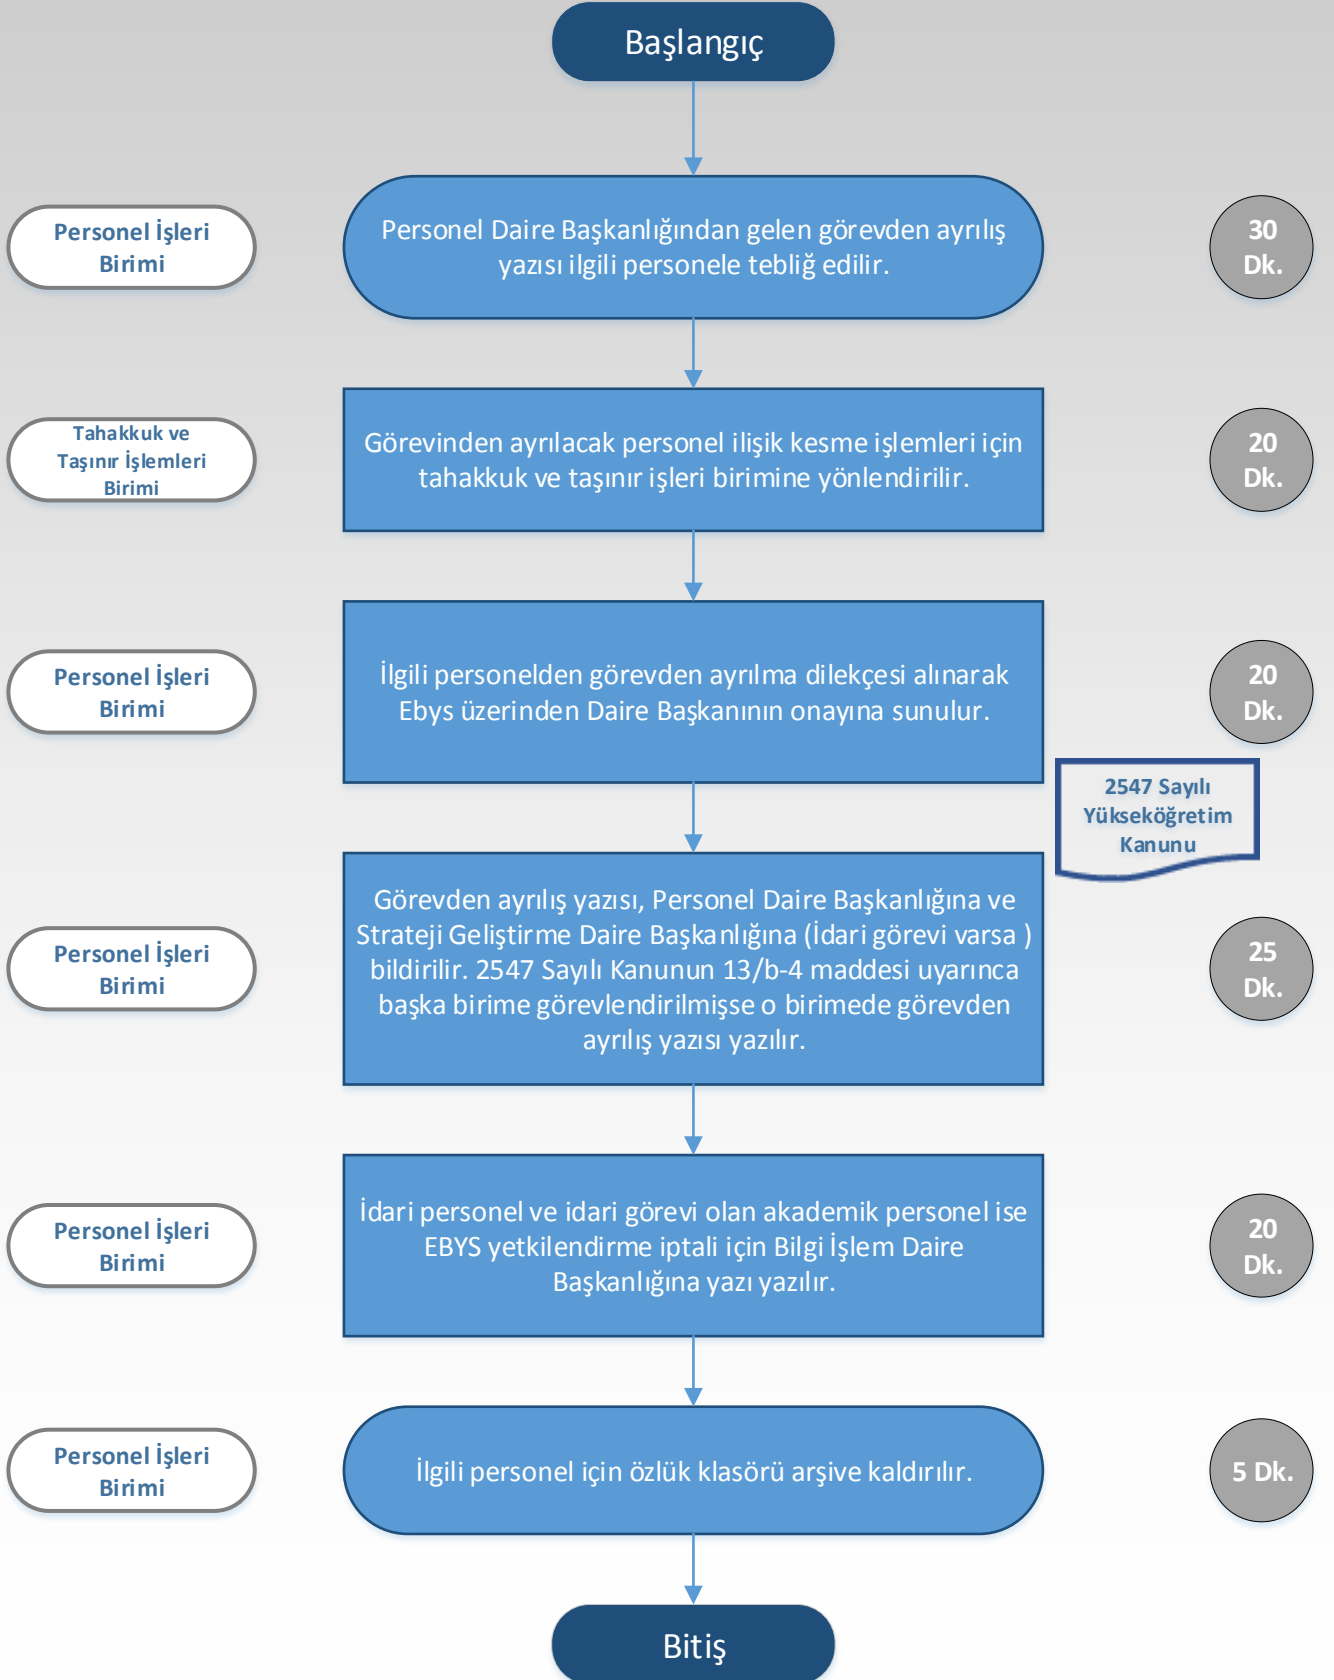 Başlangıç
Personel İşleri
Birimi
Personel Daire Başkanlığından gelen görevden ayrılış
yazısı ilgili personele tebliğ edilir.
30
Dk.
Tahakkuk ve
Taşınır İşlemleri
Birimi
Görevinden ayrılacak personel ilişik kesme işlemleri için
tahakkuk ve taşınır işleri birimine yönlendirilir.
20
Dk.
Personel İşleri
Birimi
İlgili personelden görevden ayrılma dilekçesi alınarak
Ebys üzerinden Daire Başkanının onayına sunulur.
20
Dk.
2547 Sayılı
Yükseköğretim
Kanunu
Personel İşleri
Birimi
Görevden ayrılış yazısı, Personel Daire Başkanlığına ve
Strateji Geliştirme Daire Başkanlığına (İdari görevi varsa )
bildirilir. 2547 Sayılı Kanunun 13/b-4 maddesi uyarınca
başka birime görevlendirilmişse o birimede görevden
ayrılış yazısı yazılır.
25
Dk.
Personel İşleri
Birimi
İdari personel ve idari görevi olan akademik personel ise
EBYS yetkilendirme iptali için Bilgi İşlem Daire
Başkanlığına yazı yazılır.
20
Dk.
Personel İşleri
Birimi
İlgili personel için özlük klasörü arşive kaldırılır.
5 Dk.
Bitiş